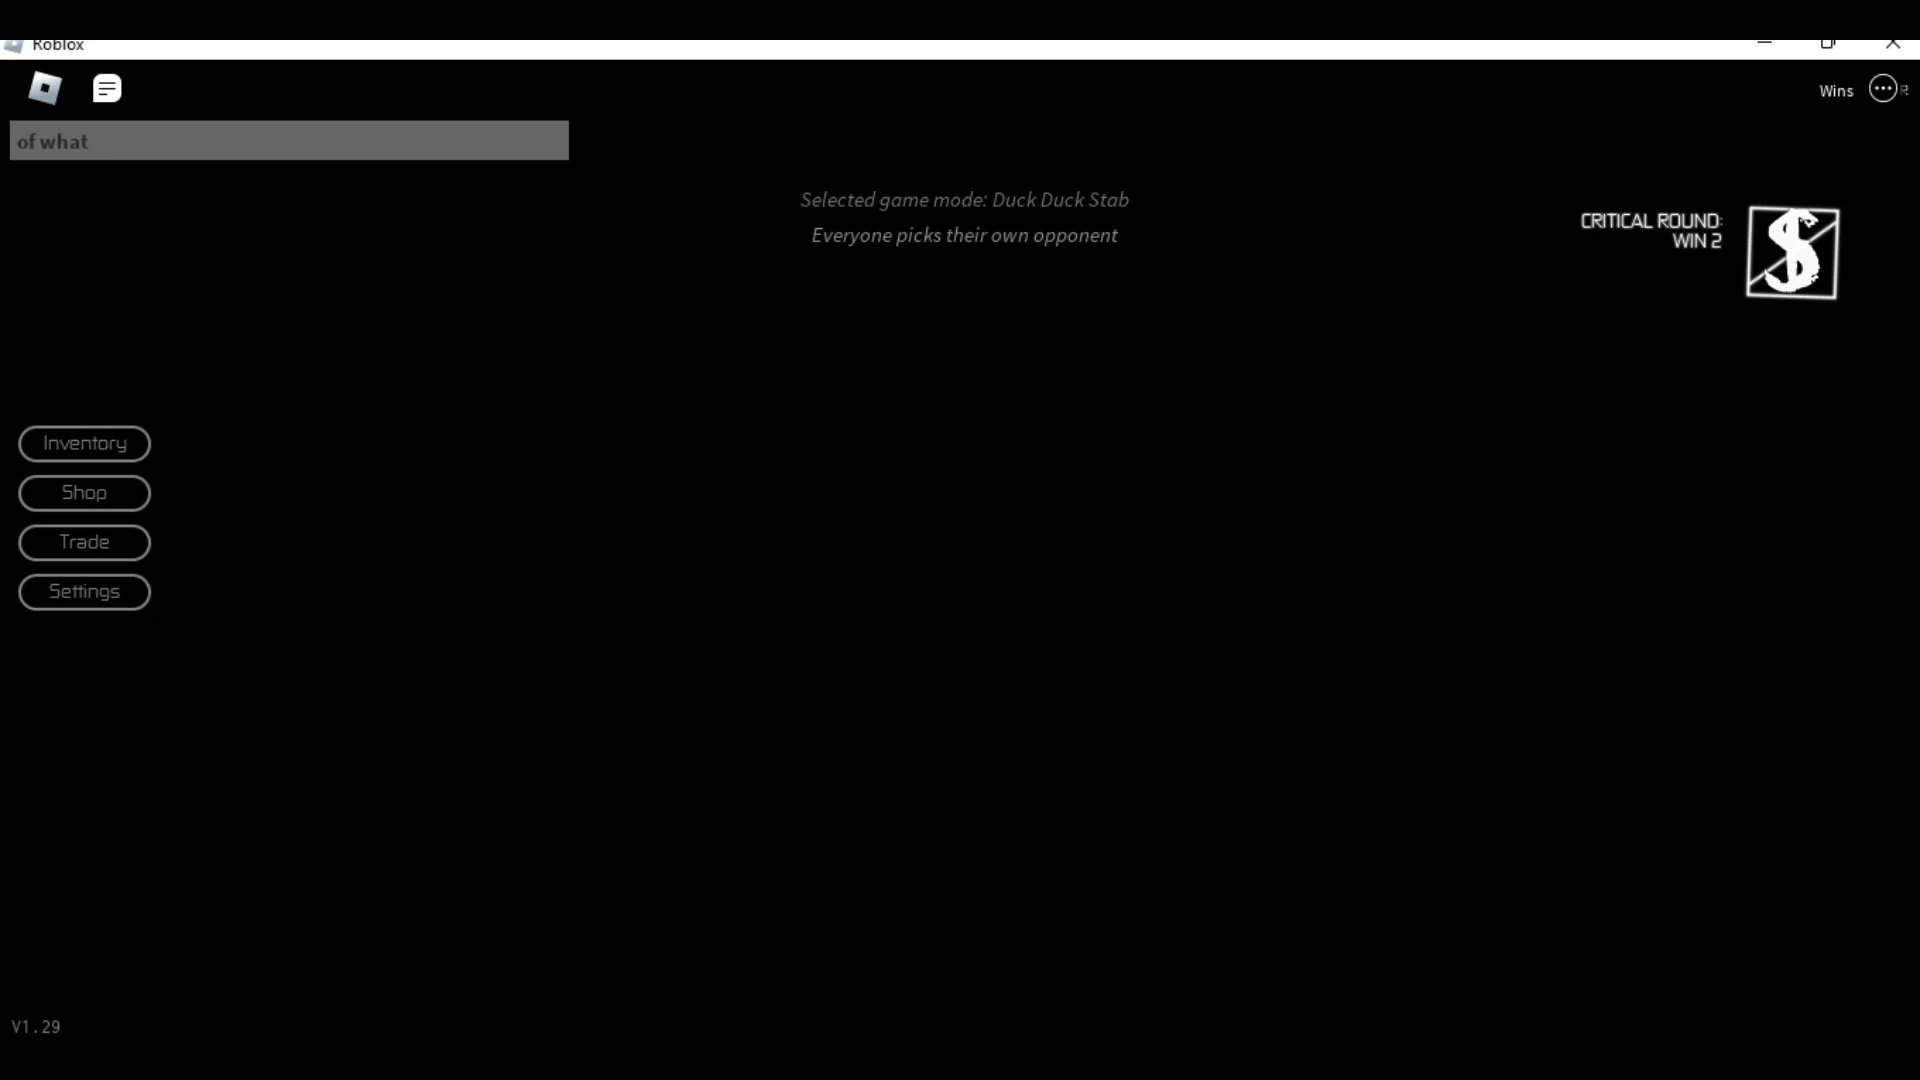 Roblox
Wins
R
of what
Selected game mode: Duck Duck Stab
Everyone picks their own opponent
CRITICAL ROUND:
WIN 2
$
Inventory
Shop
Trade
Settings
V1.29